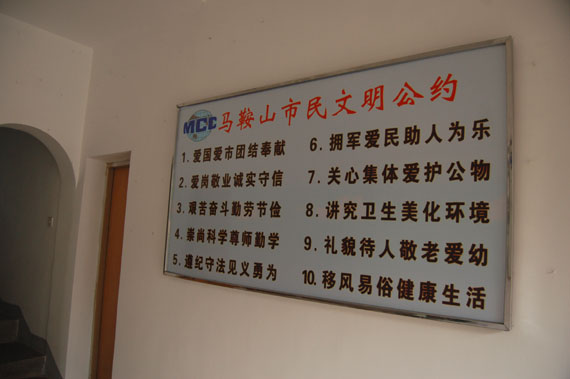 MCC 马鞍山市民文明公约
1. 爱国爱市团结奉献
2. 爱尚敬业诚实守信
3. 艰苦奋斗勤劳节俭
4. 崇尚科学尊师勤学
5. 遵纪守法见义勇为
6. 拥军爱民助人为乐
7. 关心集体爱护公物
8. 讲究卫生美化环境
9. 礼貌待人敬老爱幼
10. 移风易俗健康生活